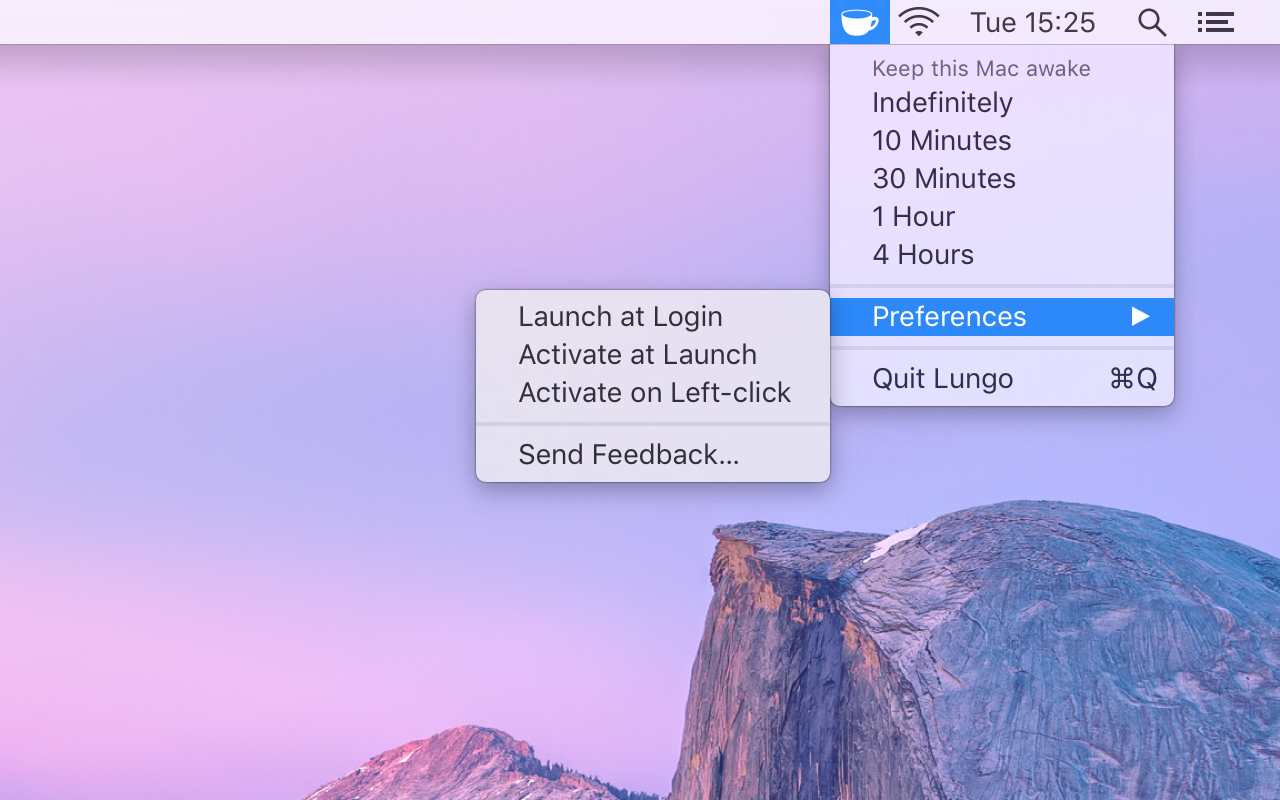 Tue 15:25
Keep this Mac awake
Indefinitely
10 Minutes
30 Minutes
1 Hour
4 Hours
Preferences
Quit Lungo ⌘Q
Launch at Login
Activate at Launch
Activate on Left-click
Send Feedback...